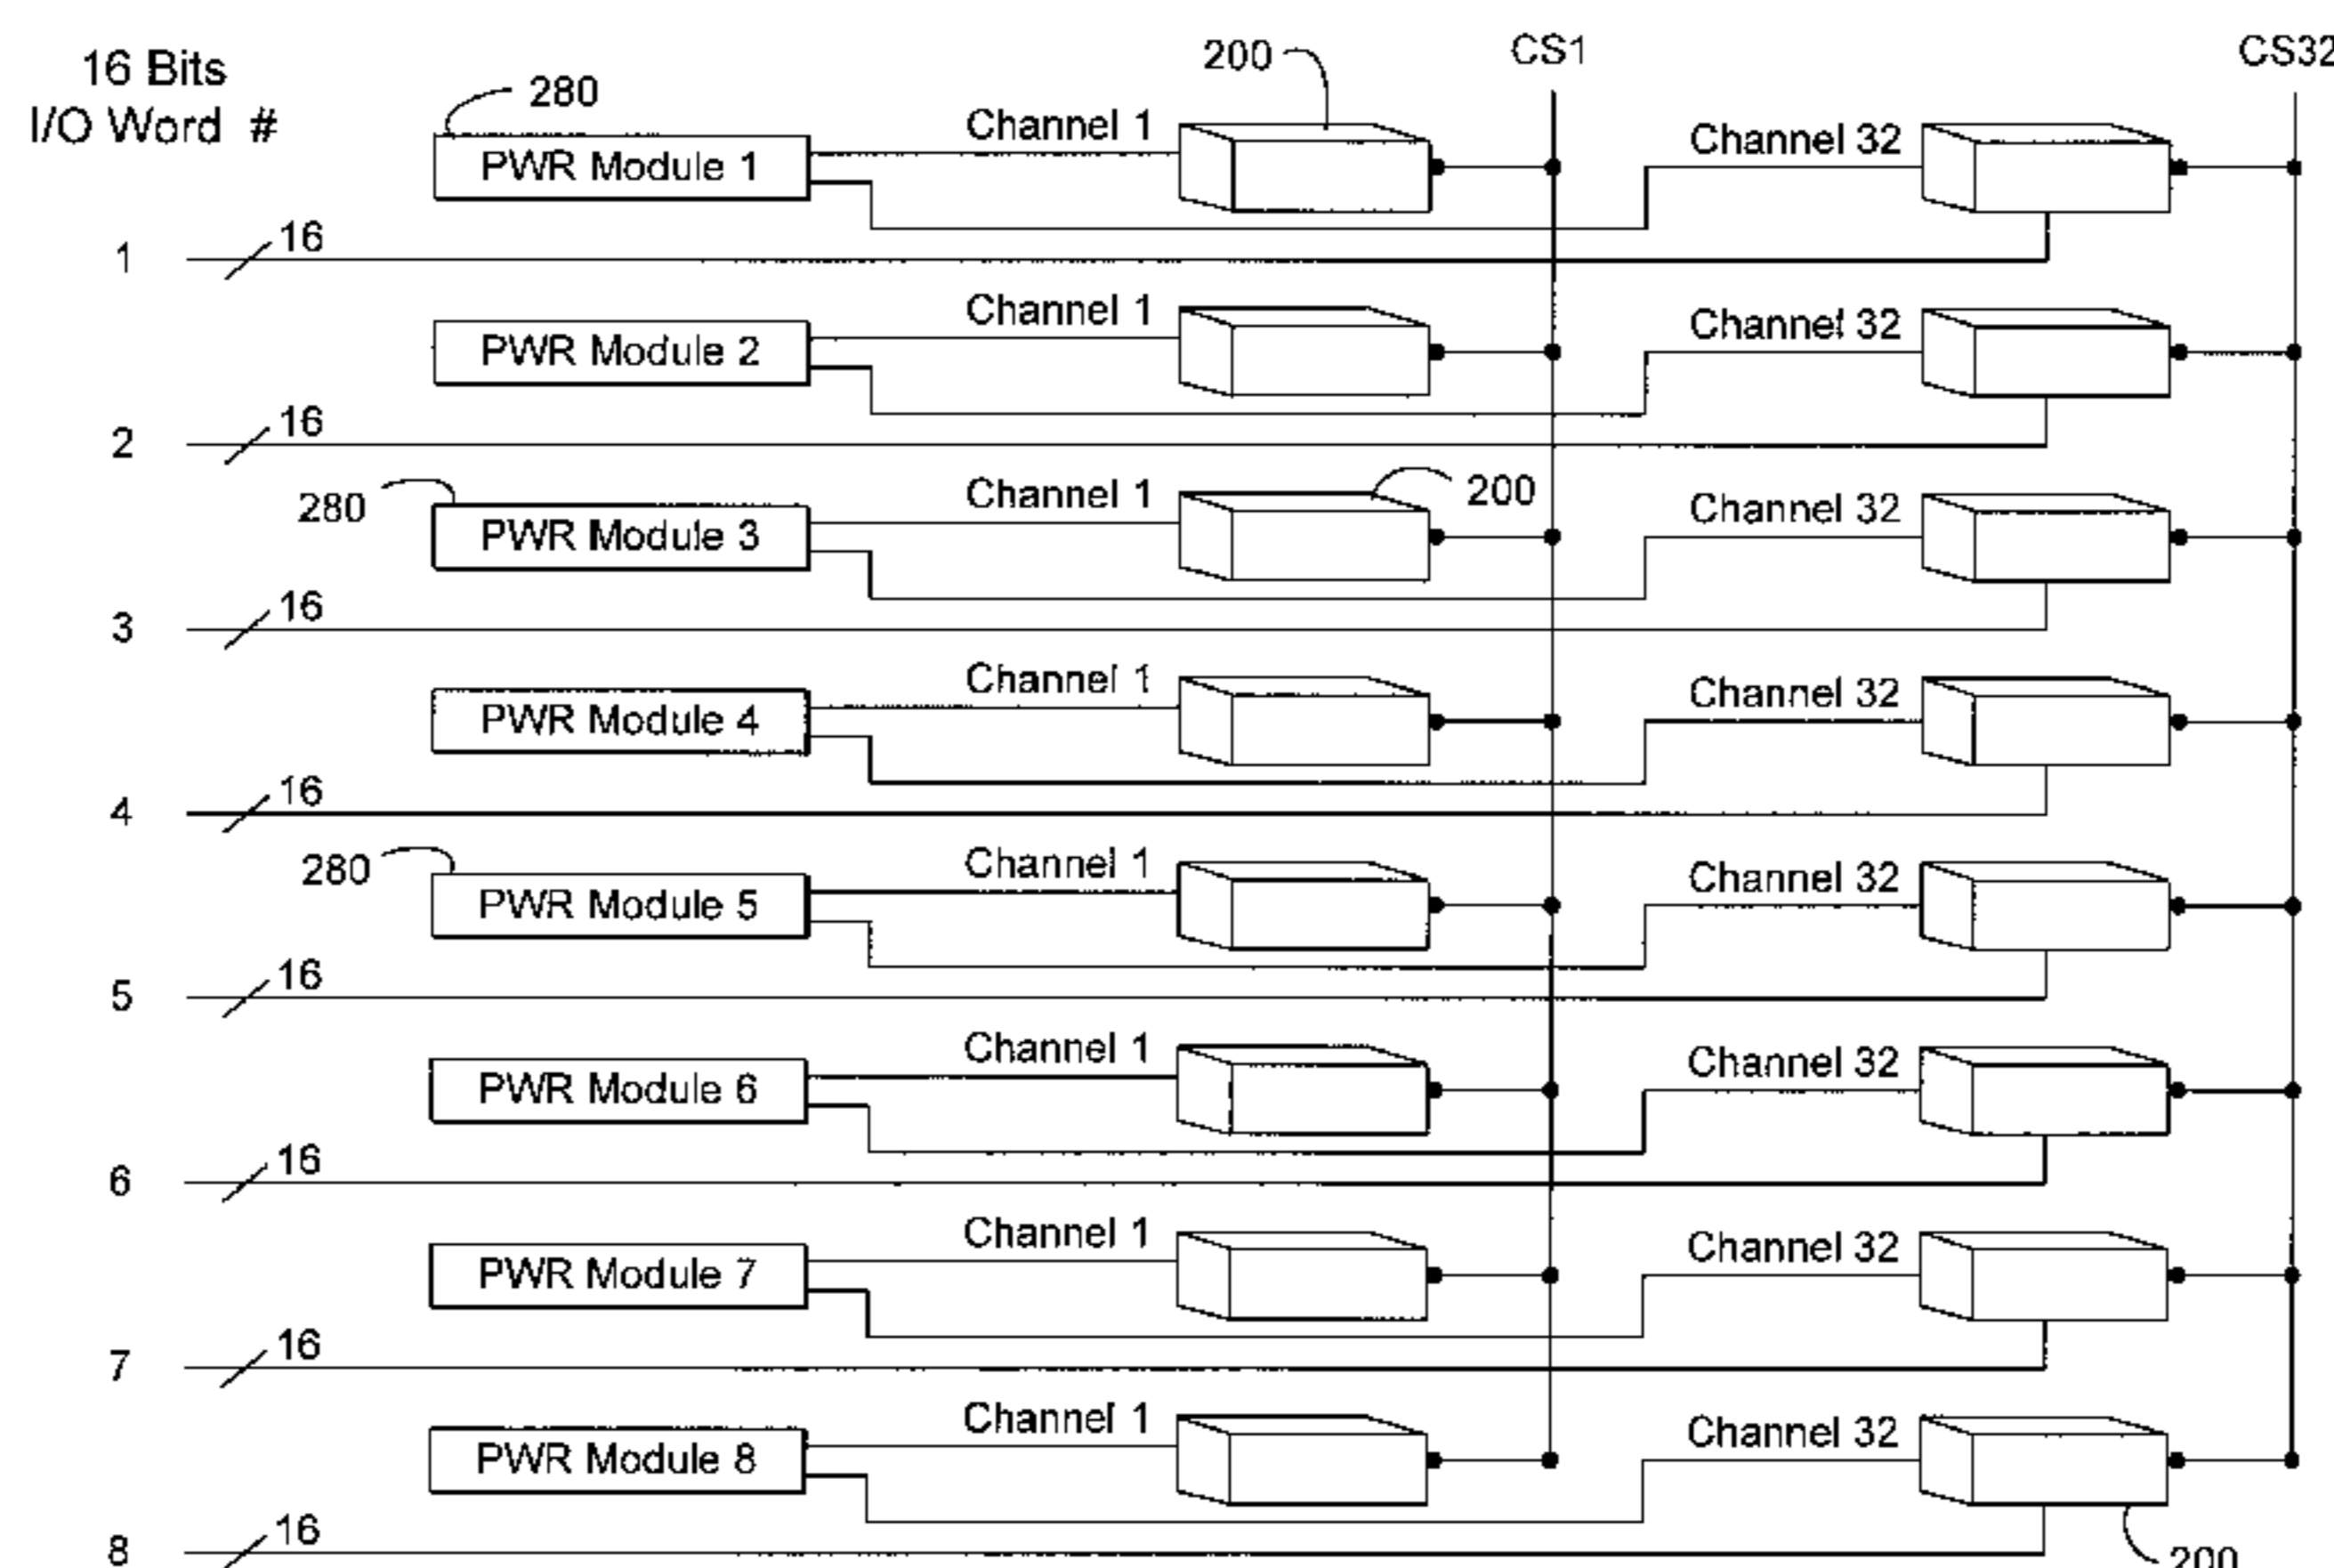 16 Bits
I/O Word #
280
200
CS1
CS32
PWR Module 1
Channel 1
Channel 32
1
16
PWR Module 2
Channel 1
Channel 32
2
16
280
PWR Module 3
Channel 1
200
Channel 32
3
16
PWR Module 4
Channel 1
Channel 32
4
16
280
PWR Module 5
Channel 1
Channel 32
5
16
PWR Module 6
Channel 1
Channel 32
6
16
PWR Module 7
Channel 1
Channel 32
7
16
PWR Module 8
Channel 1
Channel 32
8
16
200